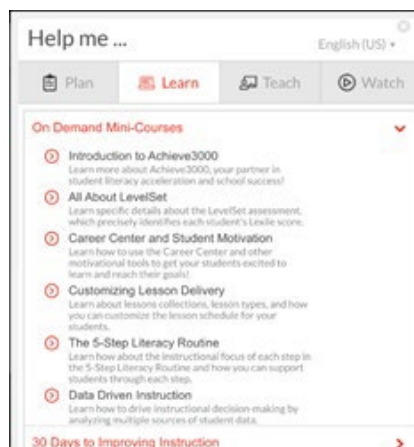 Help me ...
English (US)
Plan
Learn
Teach
Watch
On Demand Mini-Courses
Introduction to Achieve3000
Learn more about Achieve3000, your partner in
student literacy acceleration and school success!
All About LevelSet
Learn specific details about the LevelSet assessment,
which precisely identifies each student's Lexile score.
Career Center and Student Motivation
Learn how to use the Career Center and other
motivational tools to get your students excited to
learn and reach their goals!
Customizing Lesson Delivery
Learn about lessons collections, lesson types, and how
you can customize the lesson schedule for your
students.
The 5-Step Literacy Routine
Learn how about the instructional focus of each step in
the 5-Step Literacy Routine and how you can support
students through each step.
Data Driven Instruction
Learn how to drive instructional decision-making by
analyzing multiple sources of student data.
30 Days to Improving Instruction